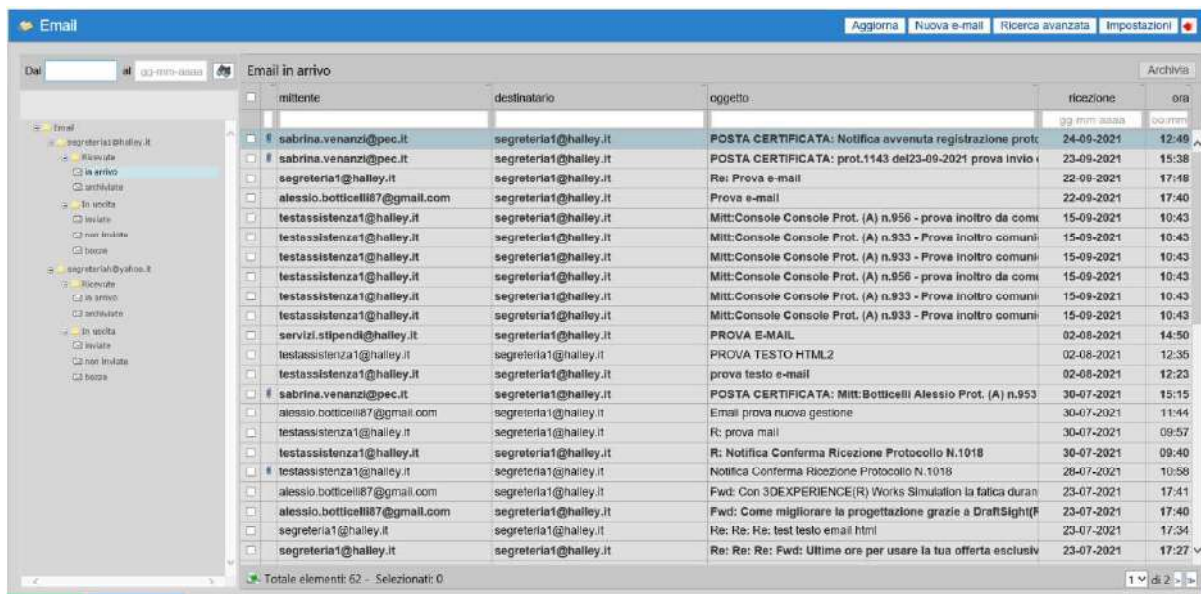 Email
Aggiorna Nuova e-mail Ricerca avanzata Impostazioni
Dal al gg-mm-aaaa
Email in arrivo Archivia
mittente destinatario oggetto ricezione ora
gg-mm-aaaa oo:mm
Email
segreteria1@halley.it
Ricevute
in arrivo
archiviate
In uscita
inviate
non inviate
bozze
segreteriah@yahoo.it
Ricevute
in arrivo
archiviate
In uscita
inviate
non inviate
bozze
sabrina.venanzi@pec.it segreteria1@halley.it POSTA CERTIFICATA: Notifica avvenuta registrazione proto 24-09-2021 12:49
sabrina.venanzi@pec.it segreteria1@halley.it POSTA CERTIFICATA: prot.1143 del23-09-2021 prova invio 23-09-2021 15:38
segreteria1@halley.it segreteria1@halley.it Re: Prova e-mail 22-09-2021 17:48
alessio.botticelli87@gmail.com segreteria1@halley.it Prova e-mail 22-09-2021 17:40
testassistenza1@halley.it segreteria1@halley.it Mitt:Console Console Prot. (A) n.956 - prova inoltro da comu 15-09-2021 10:43
testassistenza1@halley.it segreteria1@halley.it Mitt:Console Console Prot. (A) n.933 - Prova inoltro comuni 15-09-2021 10:43
testassistenza1@halley.it segreteria1@halley.it Mitt:Console Console Prot. (A) n.933 - Prova inoltro comuni 15-09-2021 10:43
testassistenza1@halley.it segreteria1@halley.it Mitt:Console Console Prot. (A) n.956 - prova inoltro da comu 15-09-2021 10:43
testassistenza1@halley.it segreteria1@halley.it Mitt:Console Console Prot. (A) n.933 - Prova inoltro comuni 15-09-2021 10:43
testassistenza1@halley.it segreteria1@halley.it Mitt:Console Console Prot. (A) n.933 - Prova inoltro comuni 15-09-2021 10:43
servizi.stipendi@halley.it segreteria1@halley.it PROVA E-MAIL 02-08-2021 14:50
testassistenza1@halley.it segreteria1@halley.it PROVA TESTO HTML2 02-08-2021 12:35
testassistenza1@halley.it segreteria1@halley.it prova testo e-mail 02-08-2021 12:23
sabrina.venanzi@pec.it segreteria1@halley.it POSTA CERTIFICATA: Mitt:Botticelli Alessio Prot. (A) n.953 30-07-2021 15:15
alessio.botticelli87@gmail.com segreteria1@halley.it Email prova nuova gestione 30-07-2021 11:44
testassistenza1@halley.it segreteria1@halley.it R: prova mail 30-07-2021 09:57
testassistenza1@halley.it segreteria1@halley.it R: Notifica Conferma Ricezione Protocollo N.1018 30-07-2021 09:40
testassistenza1@halley.it segreteria1@halley.it Notifica Conferma Ricezione Protocollo N.1018 28-07-2021 10:58
alessio.botticelli87@gmail.com segreteria1@halley.it Fwd: Con 3DEXPERIENCE(R) Works Simulation la fatica duran 23-07-2021 17:41
alessio.botticelli87@gmail.com segreteria1@halley.it Fwd: Come migliorare la progettazione grazie a DraftSight(R 23-07-2021 17:40
segreteria1@halley.it segreteria1@halley.it Re: Re: Re: test testo email html 23-07-2021 17:34
segreteria1@halley.it segreteria1@halley.it Re: Re: Re: Fwd: Ultime ore per usare la tua offerta esclusiv 23-07-2021 17:27
Totale elementi: 62 - Selezionati: 0 1 di 2 > >>